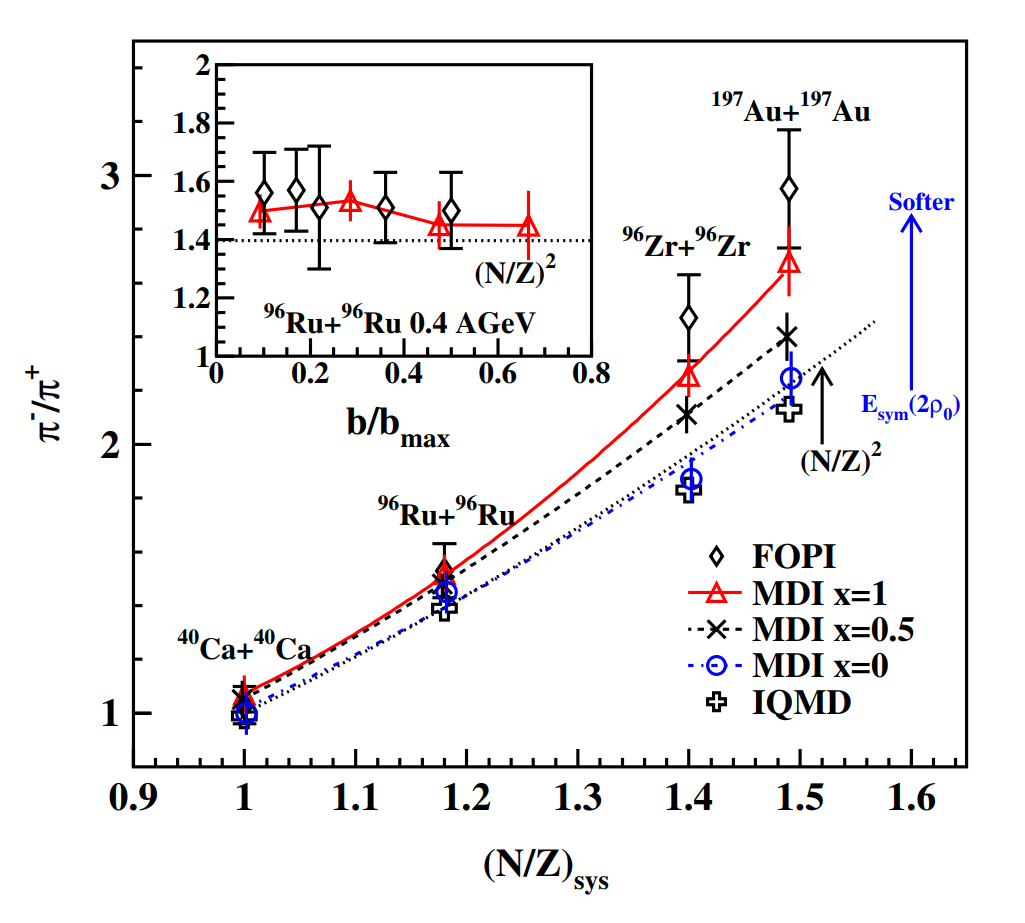 π⁻/π⁺
3
2
1
2
1.8
1.6
1.4
1.2
1
0
0.2
0.4
0.6
0.8
(N/Z)²
⁹⁶Ru+⁹⁶Ru 0.4 AGeV
b/b_max
¹⁹⁷Au+¹⁹⁷Au
Softer
⁹⁶Zr+⁹⁶Zr
E_sym(2ρ₀)
(N/Z)²
⁹⁶Ru+⁹⁶Ru
⁴⁰Ca+⁴⁰Ca
FOPI
MDI x=1
MDI x=0.5
MDI x=0
IQMD
0.9
1
1.1
1.2
1.3
1.4
1.5
1.6
(N/Z)_sys